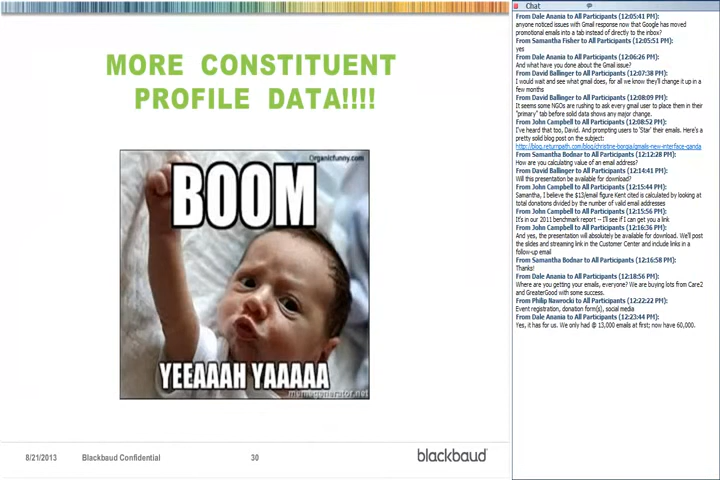 MORE CONSTITUENT
PROFILE DATA!!!!
Organicfunny.com
BOOM
YEEAAAH YAAAAA
memegenerator.net
8/21/2013 Blackbaud Confidential 30
blackbaud
Chat
From Dale Anania to All Participants (12:05:41 PM):
anyone noticed issues with Gmail response now that Google has moved
promotional emails into a tab instead of directly to the inbox?
From Samantha Fisher to All Participants (12:05:51 PM):
yes
From Dale Anania to All Participants (12:06:26 PM):
And what have you done about the Gmail issue?
From David Ballinger to All Participants (12:07:38 PM):
I would wait and see what gmail does, for all we know they'll change it up in a
few months
From David Ballinger to All Participants (12:08:09 PM):
It seems some NGOs are rushing to ask every gmail user to place them in their
"primary" tab before solid data shows any major change.
From John Campbell to All Participants (12:08:52 PM):
I've heard that too, David. And prompting users to 'Star' their emails. Here's a
pretty solid blog post on the subject:
http://blog.returnpath.com/blog/christine-borgia/gmails-new-interface-ganda
From Samantha Bodnar to All Participants (12:12:28 PM):
How are you calculating value of an email address?
From David Ballinger to All Participants (12:14:41 PM):
Will this presentation be available for download?
From John Campbell to All Participants (12:15:44 PM):
Samantha, I believe the $13/email figure Kent cited is calculated by looking at
total donations divided by the number of valid email addresses
From John Campbell to All Participants (12:15:56 PM):
It's in our 2011 benchmark report -- I'll see if I can get you a link
From John Campbell to All Participants (12:16:36 PM):
And yes, the presentation will absolutely be available for download. We'll post
the slides and streaming link in the Customer Center and include links in a
follow-up email
From Samantha Bodnar to All Participants (12:16:58 PM):
Thanks!
From Dale Anania to All Participants (12:18:56 PM):
Where are you getting your emails, everyone? We are buying lots from Care2
and GreaterGood with some success.
From Philip Nawrocki to All Participants (12:22:22 PM):
Event registration, donation form(s), social media
From Dale Anania to All Participants (12:23:44 PM):
Yes, it has for us. We only had @ 13,000 emails at first; now have 60,000.